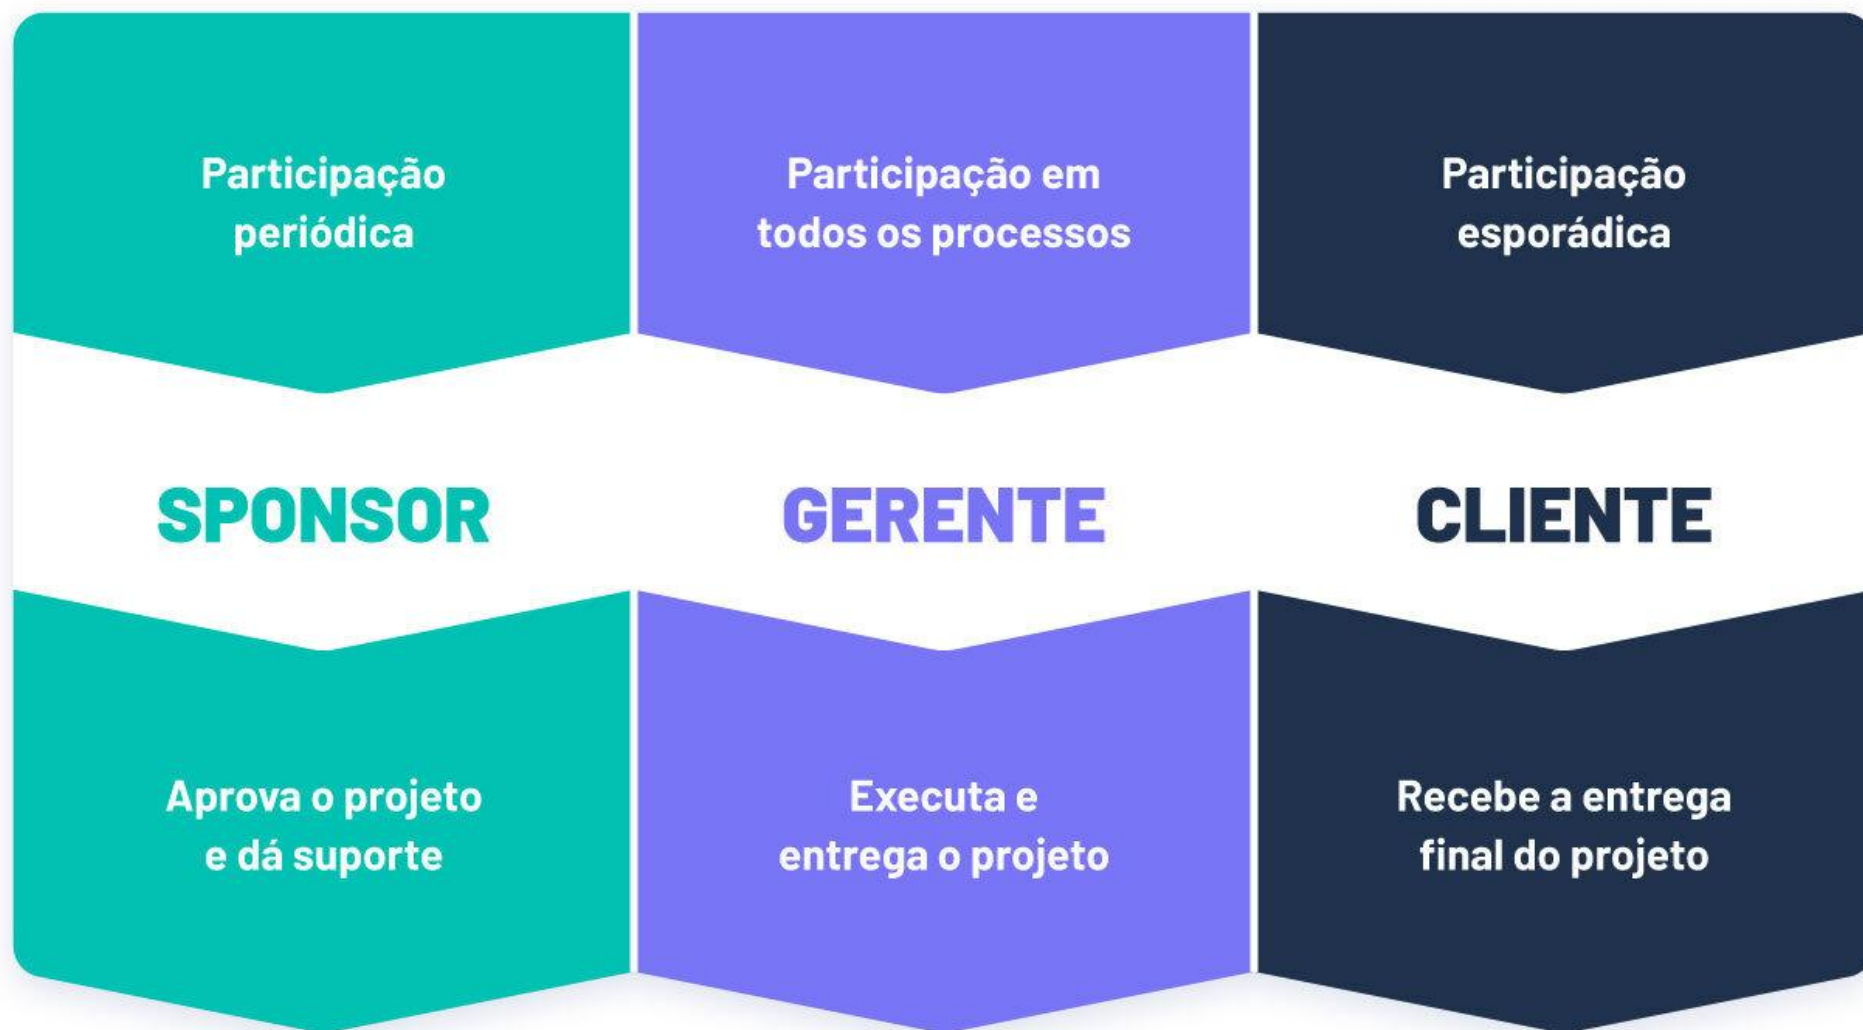 Participação
periódica
Participação em
todos os processos
Participação
esporádica
SPONSOR
GERENTE
CLIENTE
Aprova o projeto
e dá suporte
Executa e
entrega o projeto
Recebe a entrega
final do projeto